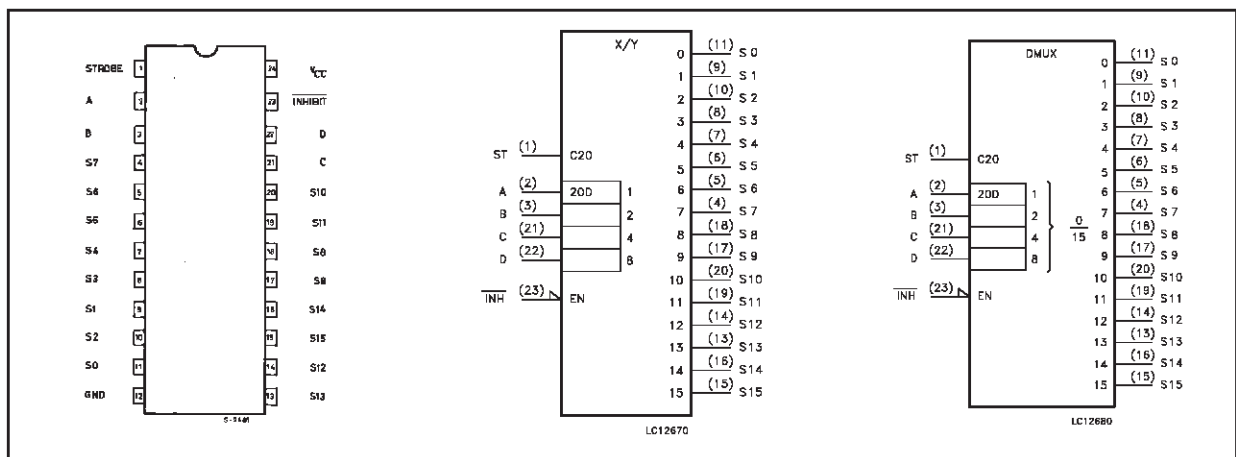 STROBE 1 24 VCC
A 2 23 INHIBIT
B 3 22 D
S7 4 21 C
S6 5 20 S10
S5 6 19 S11
S4 7 18 S8
S3 8 17 S9
S1 9 16 S14
S2 10 15 S15
S0 11 14 S12
GND 12 13 S13
X/Y
ST (1) C20
A (2) 20D 1
B (3) 2
C (21) 4
D (22) 8
INH (23) EN
0 (11) S0
1 (9) S1
2 (10) S2
3 (8) S3
4 (7) S4
5 (6) S5
6 (5) S6
7 (4) S7
8 (18) S8
9 (17) S9
10 (20) S10
11 (19) S11
12 (14) S12
13 (13) S13
14 (16) S14
15 (15) S15
LC12670
DMUX
ST (1) C20
A (2) 20D 1
B (3) 2
C (21) 4
D (22) 8
0
15
INH (23) EN
0 (11) S0
1 (9) S1
2 (10) S2
3 (8) S3
4 (7) S4
5 (6) S5
6 (5) S6
7 (4) S7
8 (18) S8
9 (17) S9
10 (20) S10
11 (19) S11
12 (14) S12
13 (13) S13
14 (16) S14
15 (15) S15
LC12680